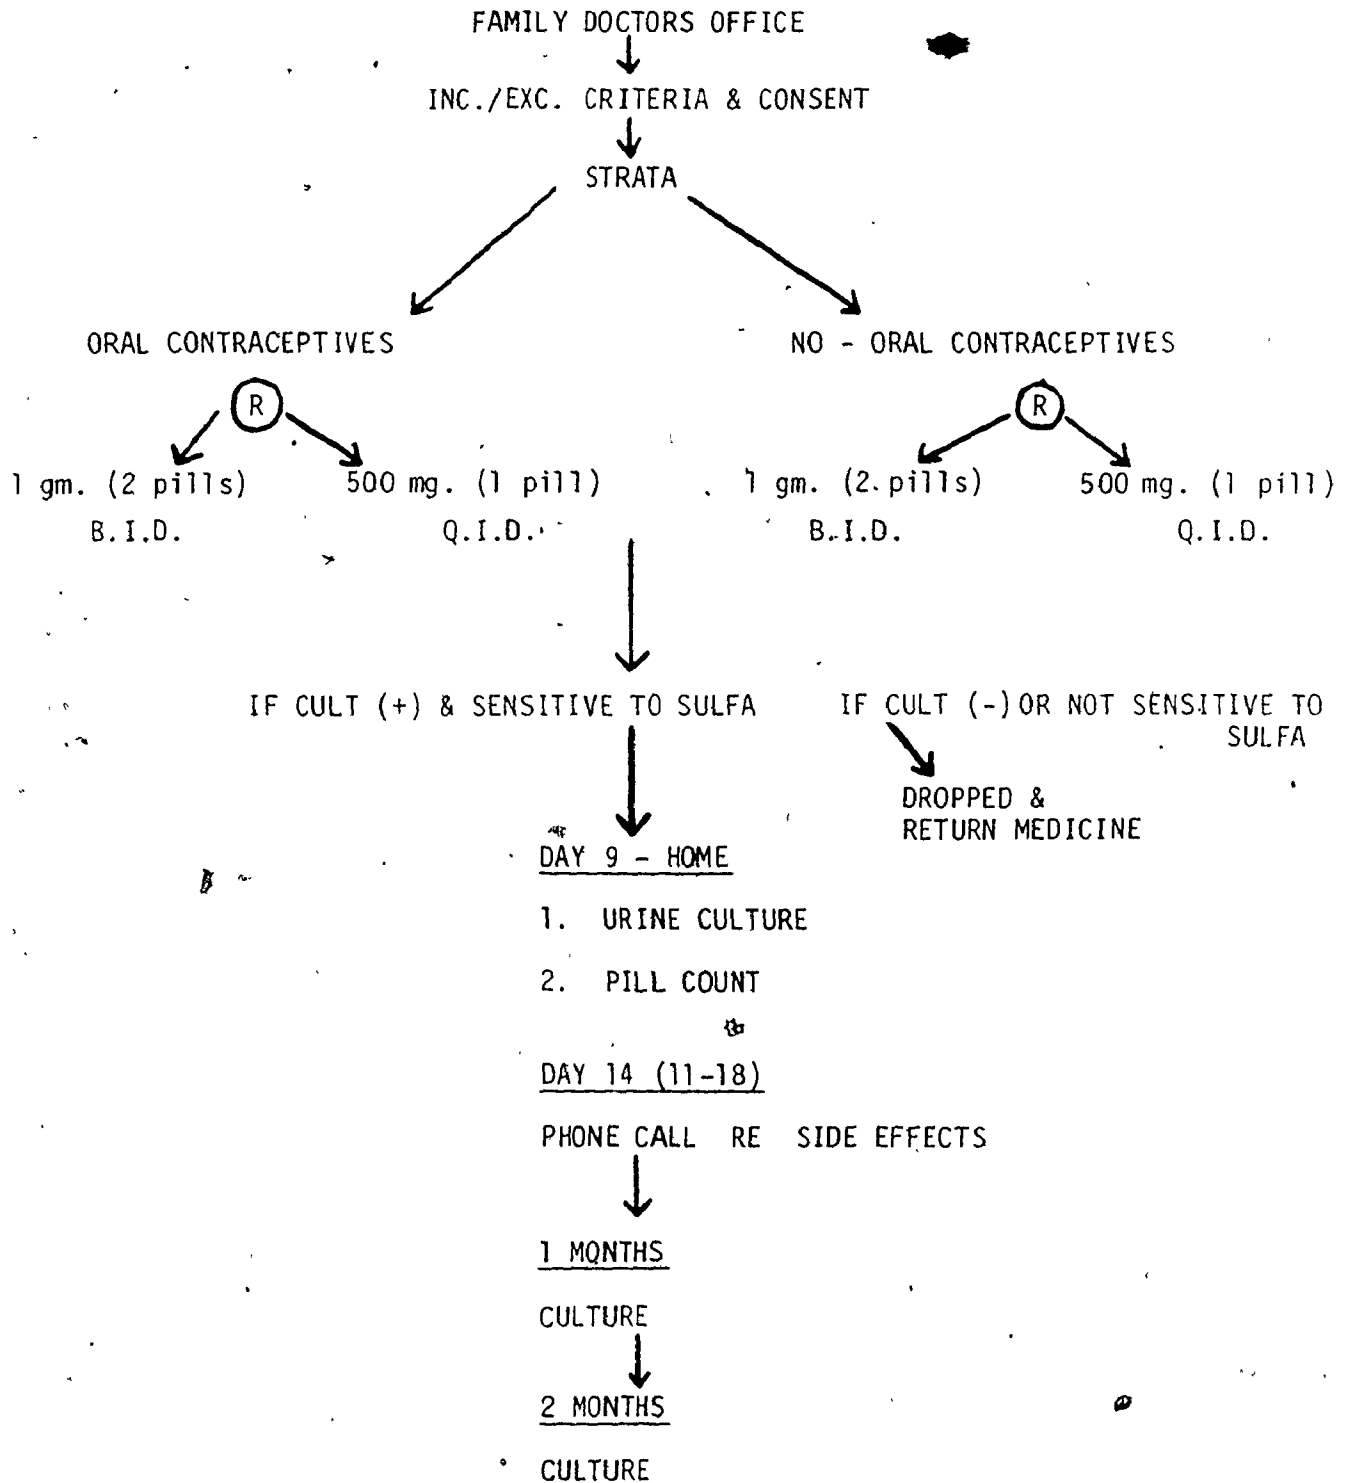 FAMILY DOCTORS OFFICE
INC./EXC. CRITERIA & CONSENT
STRATA
ORAL CONTRACEPTIVES NO - ORAL CONTRACEPTIVES
R R
1 gm. (2 pills) 500 mg. (1 pill) 1 gm. (2 pills) 500 mg. (1 pill)
B.I.D. Q.I.D. B.I.D. Q.I.D.
IF CULT (+) & SENSITIVE TO SULFA IF CULT (-) OR NOT SENSITIVE TO
SULFA
DROPPED &
RETURN MEDICINE
DAY 9 - HOME
1. URINE CULTURE
2. PILL COUNT
DAY 14 (11-18)
PHONE CALL RE SIDE EFFECTS
1 MONTHS
CULTURE
2 MONTHS
CULTURE